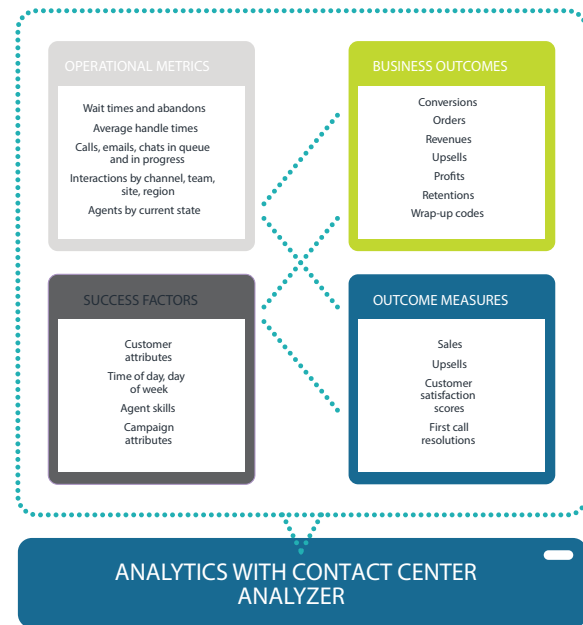 OPERATIONAL METRICS
Wait times and abandons
Average handle times
Calls, emails, chats in queue
and in progress
Interactions by channel, team,
site, region
Agents by current state
BUSINESS OUTCOMES
Conversions
Orders
Revenues
Upsells
Profits
Retentions
Wrap-up codes
SUCCESS FACTORS
Customer
attributes
Time of day, day
of week
Agent skills
Campaign
attributes
OUTCOME MEASURES
Sales
Upsells
Customer
satisfaction
scores
First call
resolutions
ANALYTICS WITH CONTACT CENTER
ANALYZER